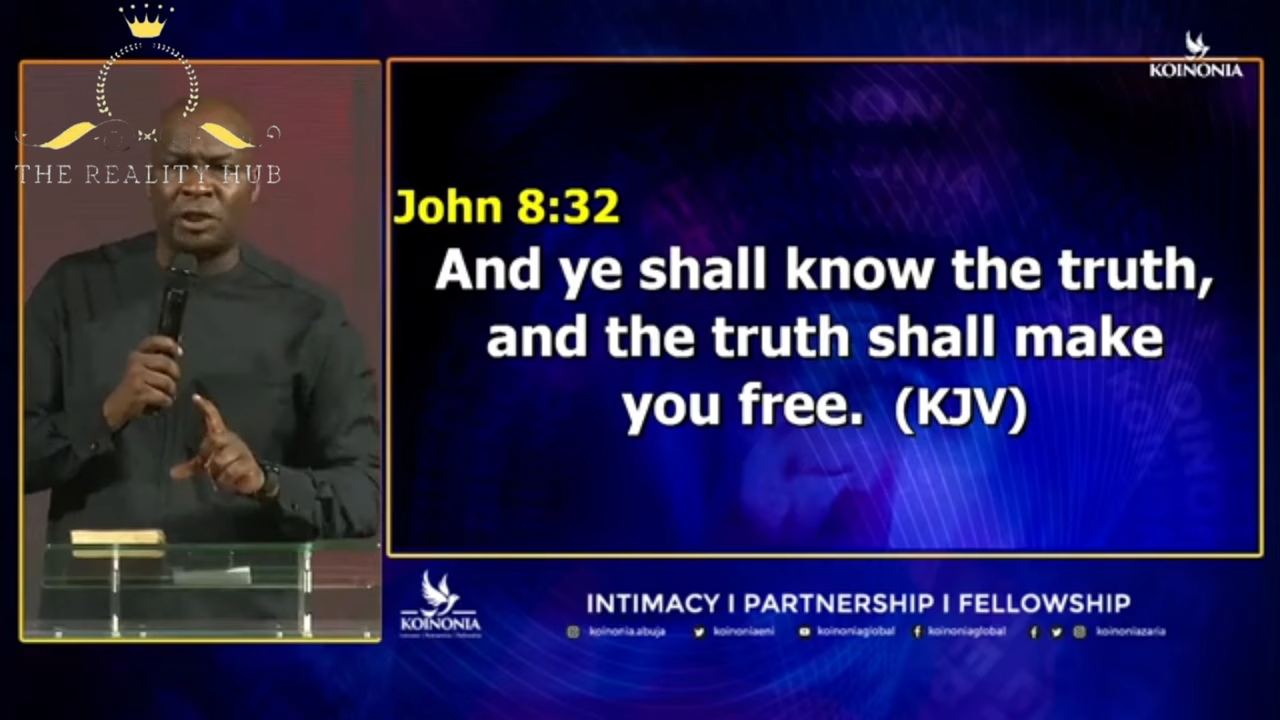 THE REALITY HUB
KOINONIA
John 8:32
And ye shall know the truth,
and the truth shall make
you free. (KJV)
KOINONIA
INTIMACY I PARTNERSHIP I FELLOWSHIP
koinonia.abuja koinoniaeni koinoniaglobal koinoniaglobal koinoniazaria